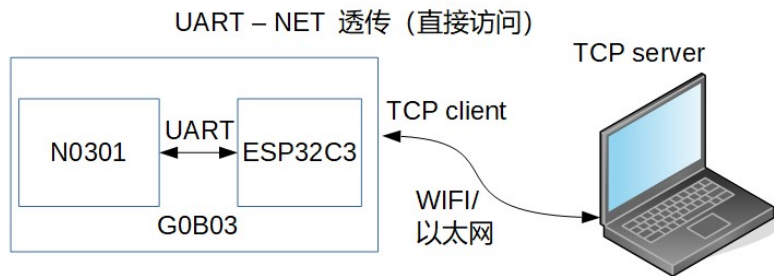 UART – NET 透传（直接访问）
TCP server
TCP client
UART
N0301
ESP32C3
G0B03
WIFI/
以太网